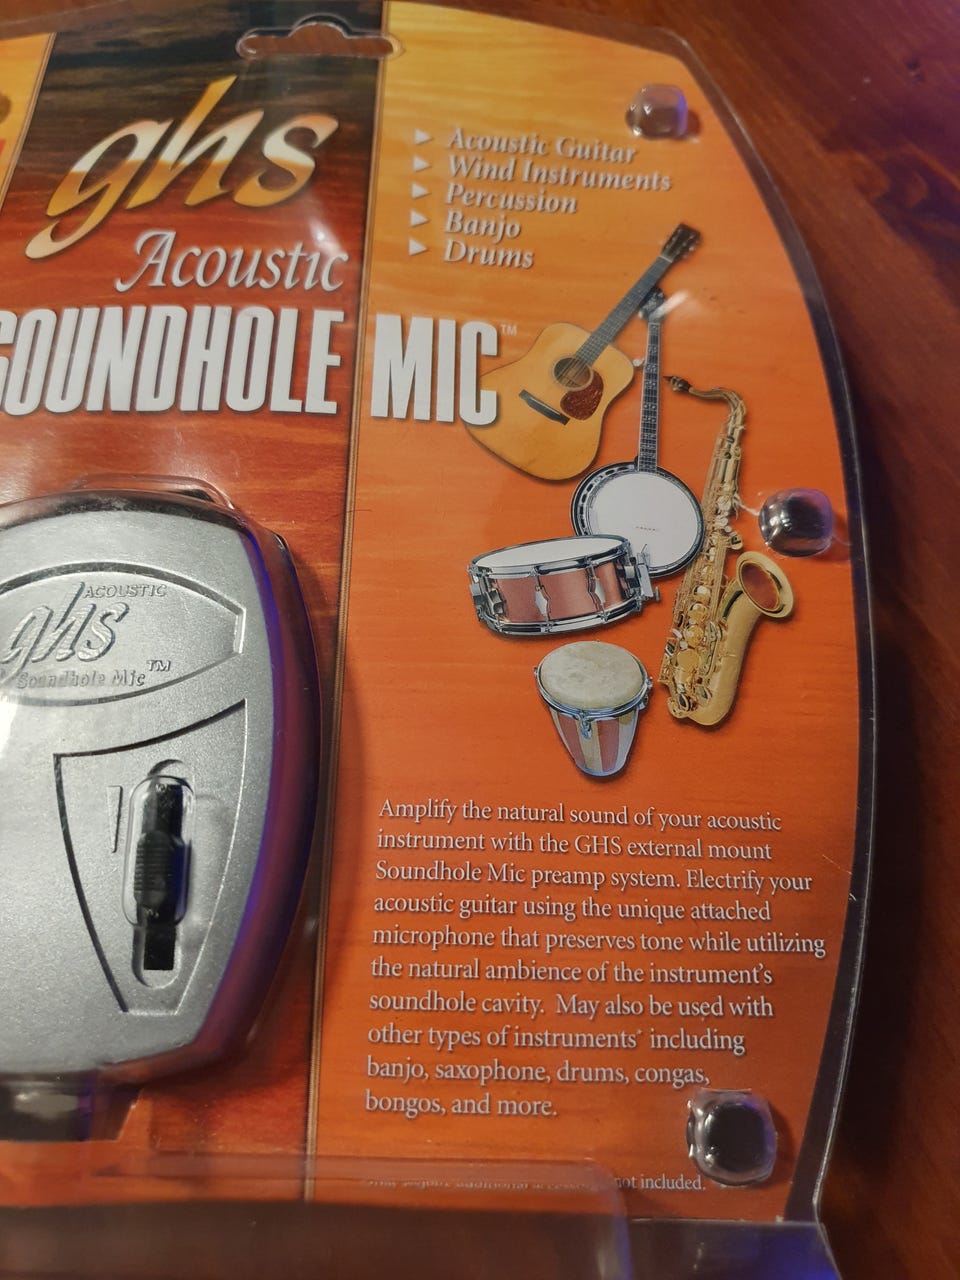 ghs
Acoustic
SOUNDHOLE MIC™
► Acoustic Guitar
► Wind Instruments
► Percussion
► Banjo
► Drums
ACOUSTIC
ghs
Soundhole Mic™
Amplify the natural sound of your acoustic
instrument with the GHS external mount
Soundhole Mic preamp system. Electrify your
acoustic guitar using the unique attached
microphone that preserves tone while utilizing
the natural ambience of the instrument's
soundhole cavity. May also be used with
other types of instruments* including
banjo, saxophone, drums, congas,
bongos, and more.
not included.